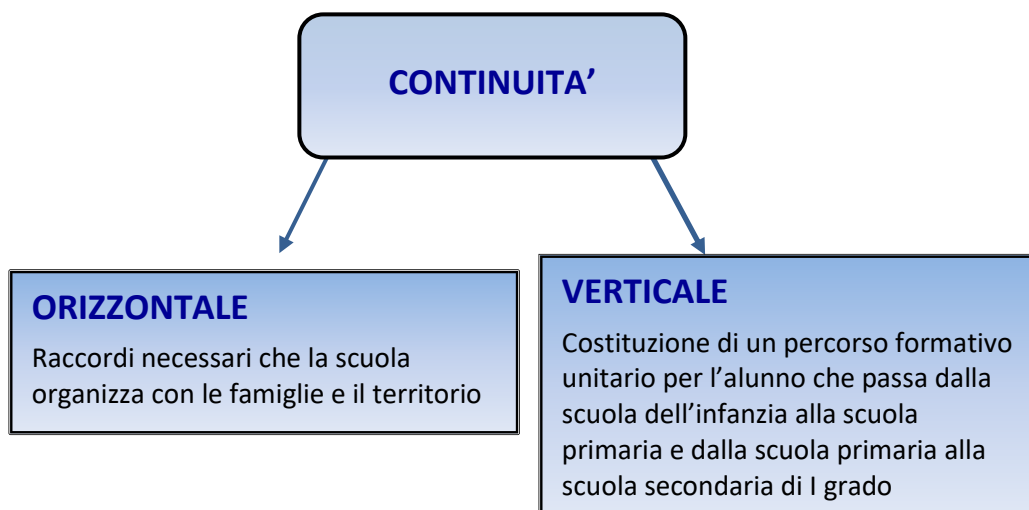 CONTINUITA’
ORIZZONTALE
Raccordi necessari che la scuola
organizza con le famiglie e il territorio
VERTICALE
Costituzione di un percorso formativo
unitario per l’alunno che passa dalla
scuola dell’infanzia alla scuola
primaria e dalla scuola primaria alla
scuola secondaria di I grado